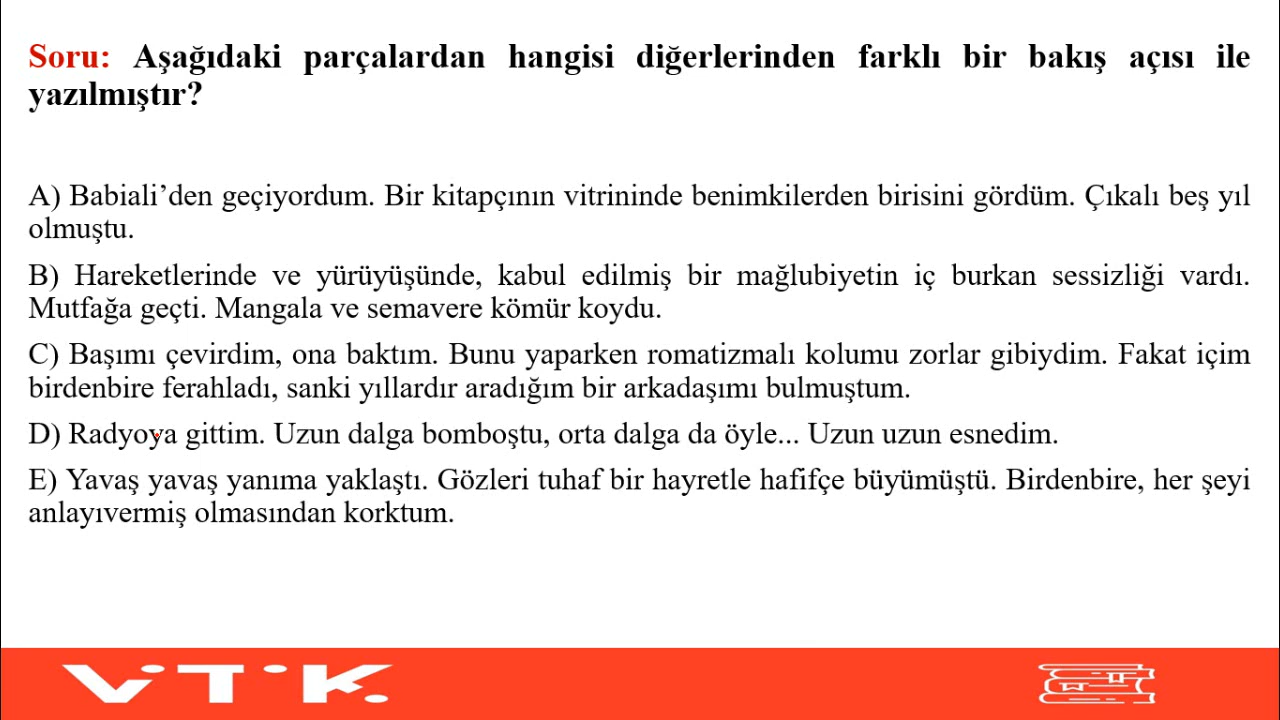 Soru: Aşağıdaki parçalardan hangisi diğerlerinden farklı bir bakış açısı ile
yazılmıştır?
A) Babiali’den geçiyordum. Bir kitapçının vitrininde benimkilerden birisini gördüm. Çıkalı beş yıl
olmuştu.
B) Hareketlerinde ve yürüyüşünde, kabul edilmiş bir mağlubiyetin iç burkan sessizliği vardı.
Mutfağa geçti. Mangala ve semavere kömür koydu.
C) Başımı çevirdim, ona baktım. Bunu yaparken romatizmalı kolumu zorlar gibiydim. Fakat içim
birdenbire ferahladı, sanki yıllardır aradığım bir arkadaşımı bulmuştum.
D) Radyoya gittim. Uzun dalga bomboştu, orta dalga da öyle... Uzun uzun esnedim.
E) Yavaş yavaş yanıma yaklaştı. Gözleri tuhaf bir hayretle hafifçe büyümüştü. Birdenbire, her şeyi
anlayıvermiş olmasından korktum.
VTK